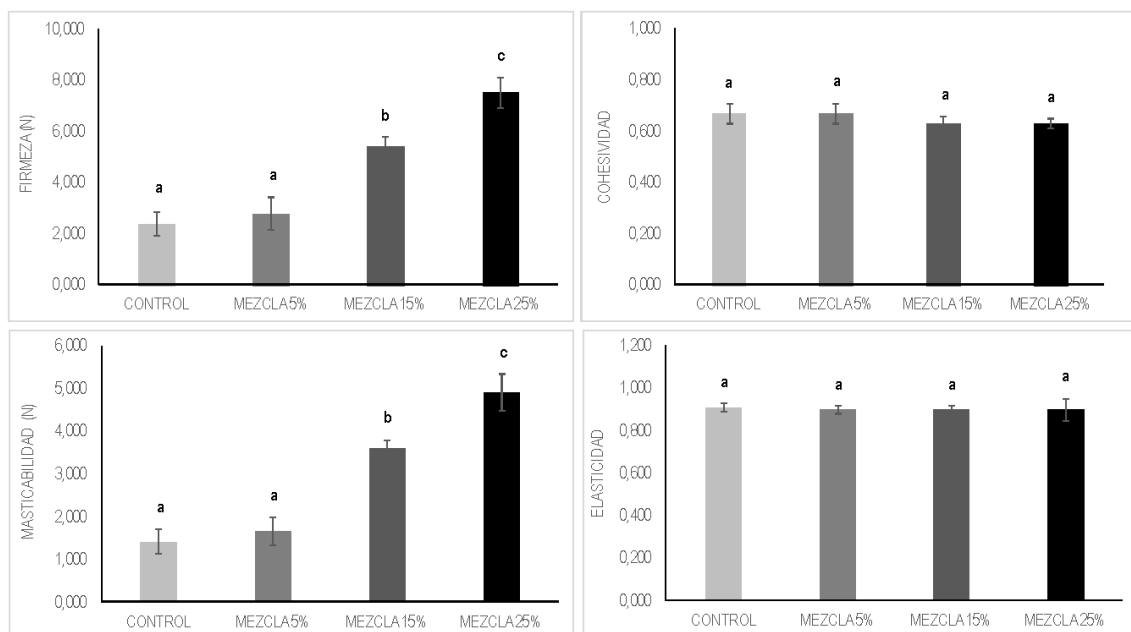 10,000
8,000
6,000
4,000
2,000
0,000
FIRMEZA (N)
a
a
b
c
CONTROL MEZCLA 5% MEZCLA 15% MEZCLA 25%
1,000
0,800
0,600
0,400
0,200
0,000
COHESIVIDAD
a
a
a
a
CONTROL MEZCLA 5% MEZCLA 15% MEZCLA 25%
6,000
5,000
4,000
3,000
2,000
1,000
0,000
MASTICABILIDAD (N)
a
a
b
c
CONTROL MEZCLA 5% MEZCLA 15% MEZCLA 25%
1,200
1,000
0,800
0,600
0,400
0,200
0,000
ELASTICIDAD
a
a
a
a
CONTROL MEZCLA 5% MEZCLA 15% MEZCLA 25%